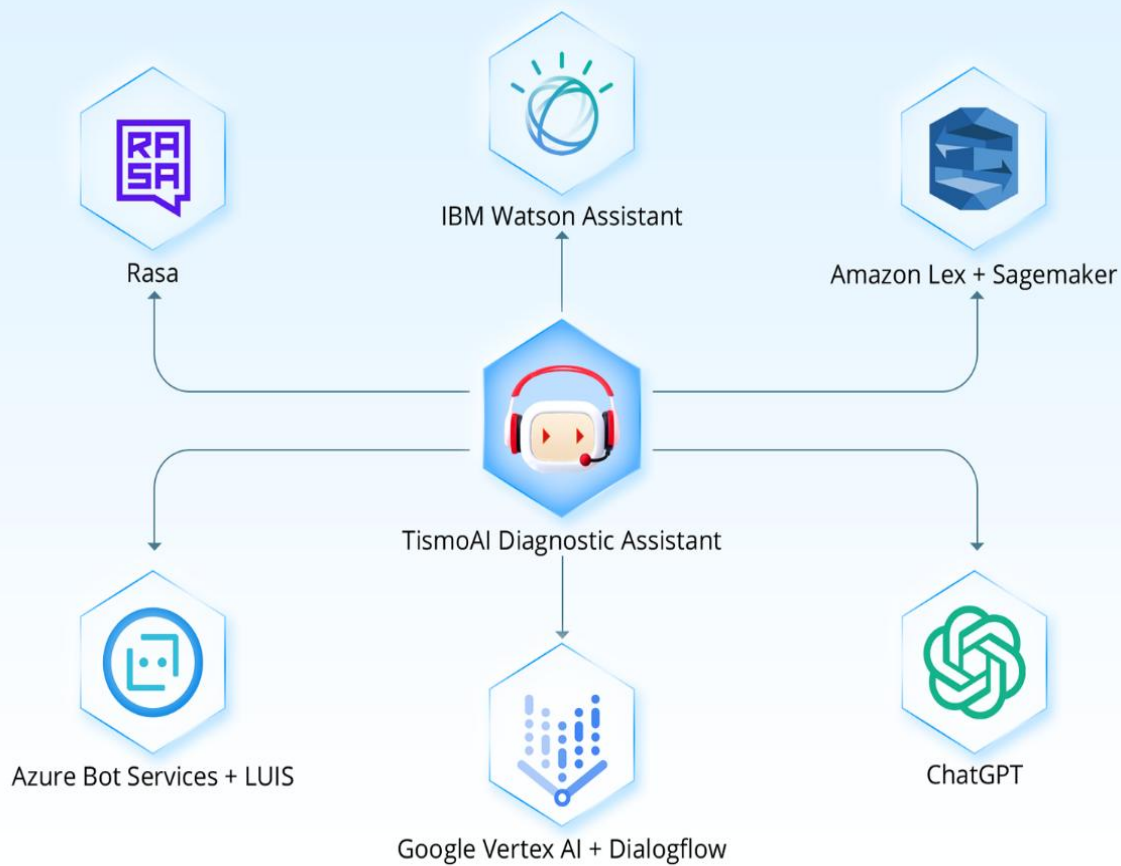 RA
SA
IBM Watson Assistant
Rasa
Amazon Lex + Sagemaker
TismoAI Diagnostic Assistant
Azure Bot Services + LUIS
ChatGPT
Google Vertex AI + Dialogflow